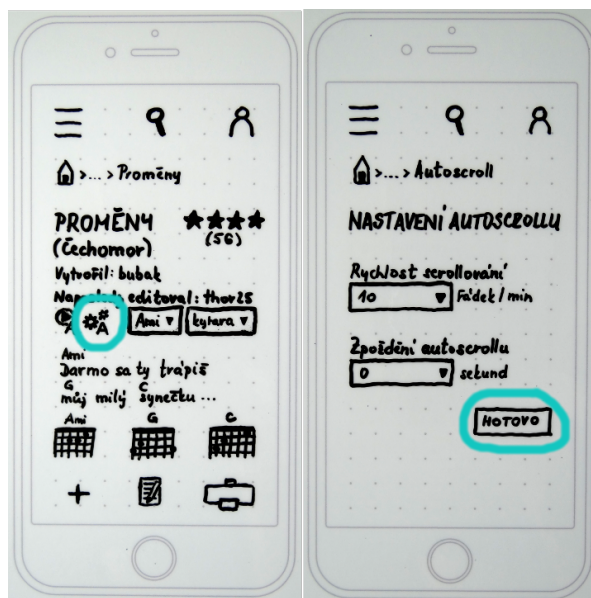 >...> Proměny
PROMĚNY
(56)
(Čechomor)
Vytvořil: bubak
Naposledy editoval: thor25
#
A
Ami ▼
kytara ▼
Ami
Darmo sa ty trápiš
G C
můj milý synečku ...
Ami G C
+
>...> Autoscroll
NASTAVENÍ AUTOSCROLLU
Rychlost scrollování
10 ▼ řádek / min
Zpoždění autoscrollu
0 ▼ sekund
HOTOVO